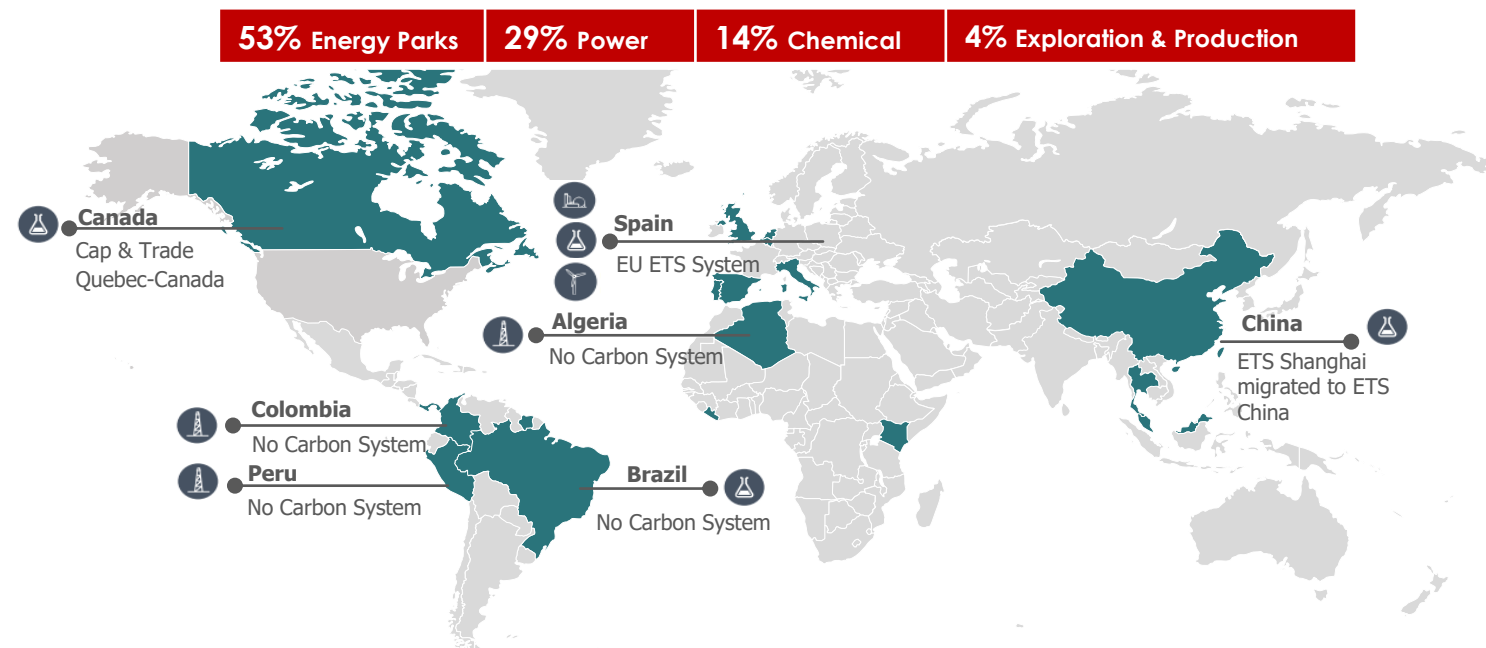 53% Energy Parks
29% Power
14% Chemical
4% Exploration & Production
Canada
Cap & Trade
Quebec-Canada
Spain
EU ETS System
Algeria
No Carbon System
China
ETS Shanghai
migrated to ETS
China
Colombia
No Carbon System
Peru
No Carbon System
Brazil
No Carbon System